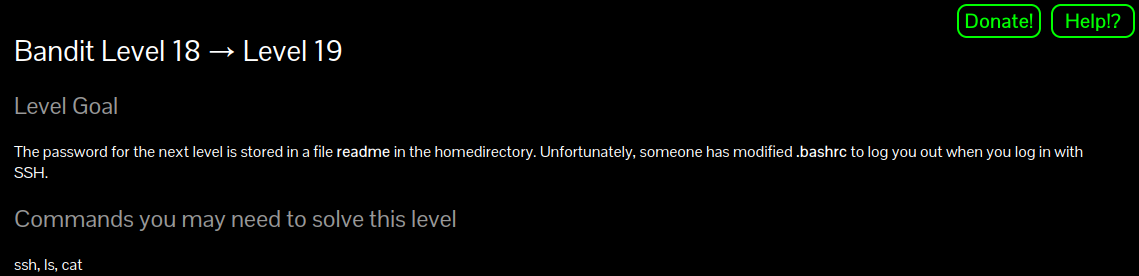 Donate! Help!?
Bandit Level 18 → Level 19
Level Goal
The password for the next level is stored in a file readme in the homedirectory. Unfortunately, someone has modified .bashrc to log you out when you log in with
SSH.
Commands you may need to solve this level
ssh, ls, cat